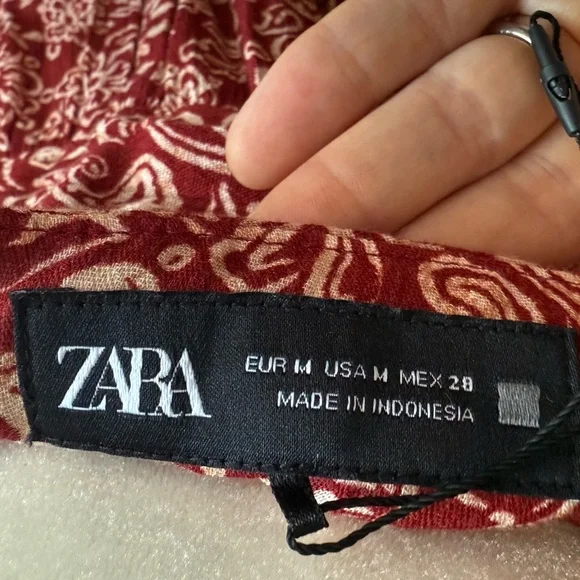 ZARA
EUR M USA M MEX 28
MADE IN INDONESIA